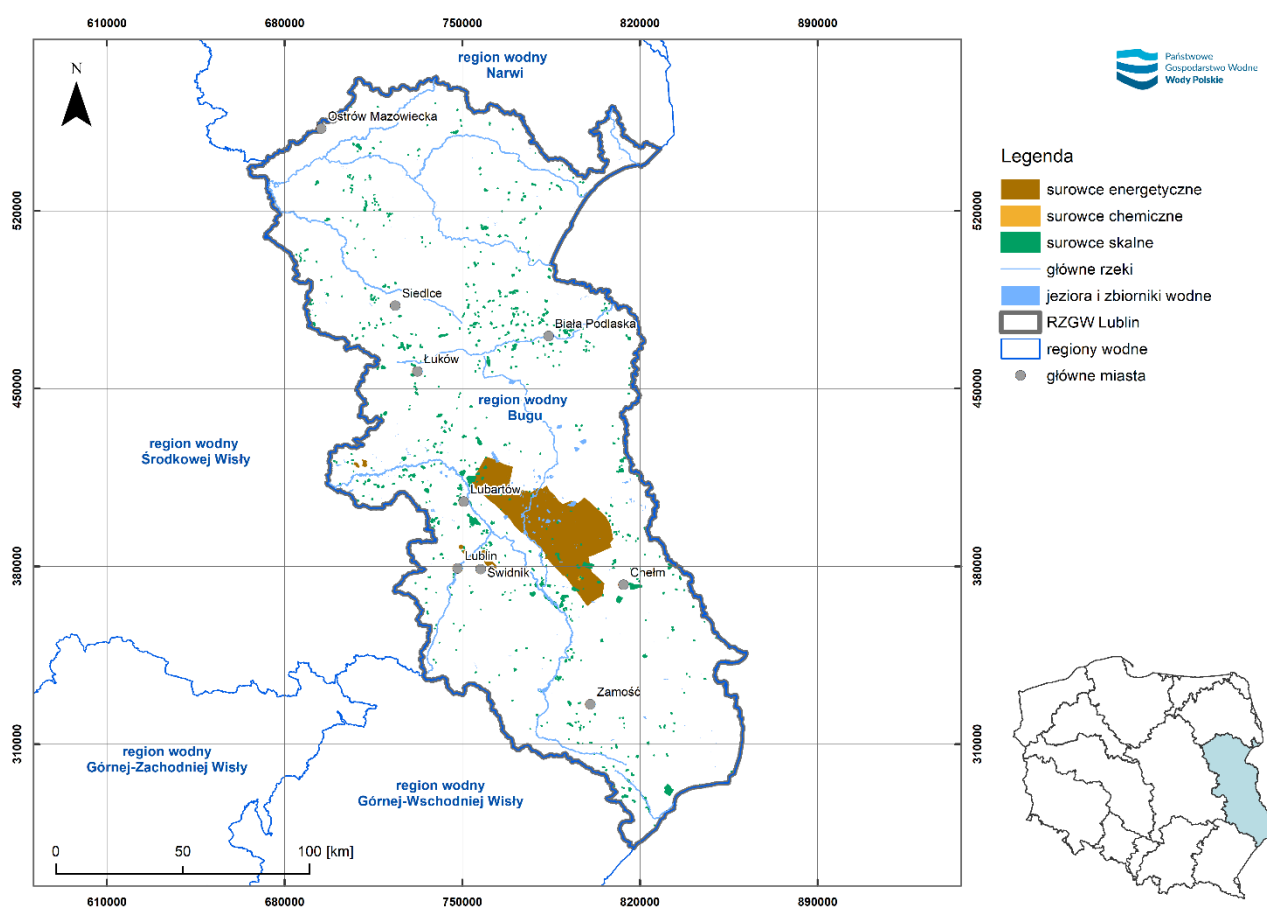 610000 680000 750000 820000 890000
region wodny
Narwi
N
Ostrów Mazowiecka
520000 520000
Siedlce
Biała Podlaska
Łuków
450000 450000
region wodny
Bugu
region wodny
Środkowej Wisły
Lubartów
Lublin
380000 380000
Świdnik
Chełm
Zamość
310000 310000
region wodny
Górnej-Zachodniej Wisły
region wodny
Górnej-Wschodniej Wisły
0 50 100 [km]
610000 680000 750000 820000 890000
Państwowe
Gospodarstwo Wodne
Wody Polskie
Legenda
surowce energetyczne
surowce chemiczne
surowce skalne
główne rzeki
jeziora i zbiorniki wodne
RZGW Lublin
regiony wodne
główne miasta